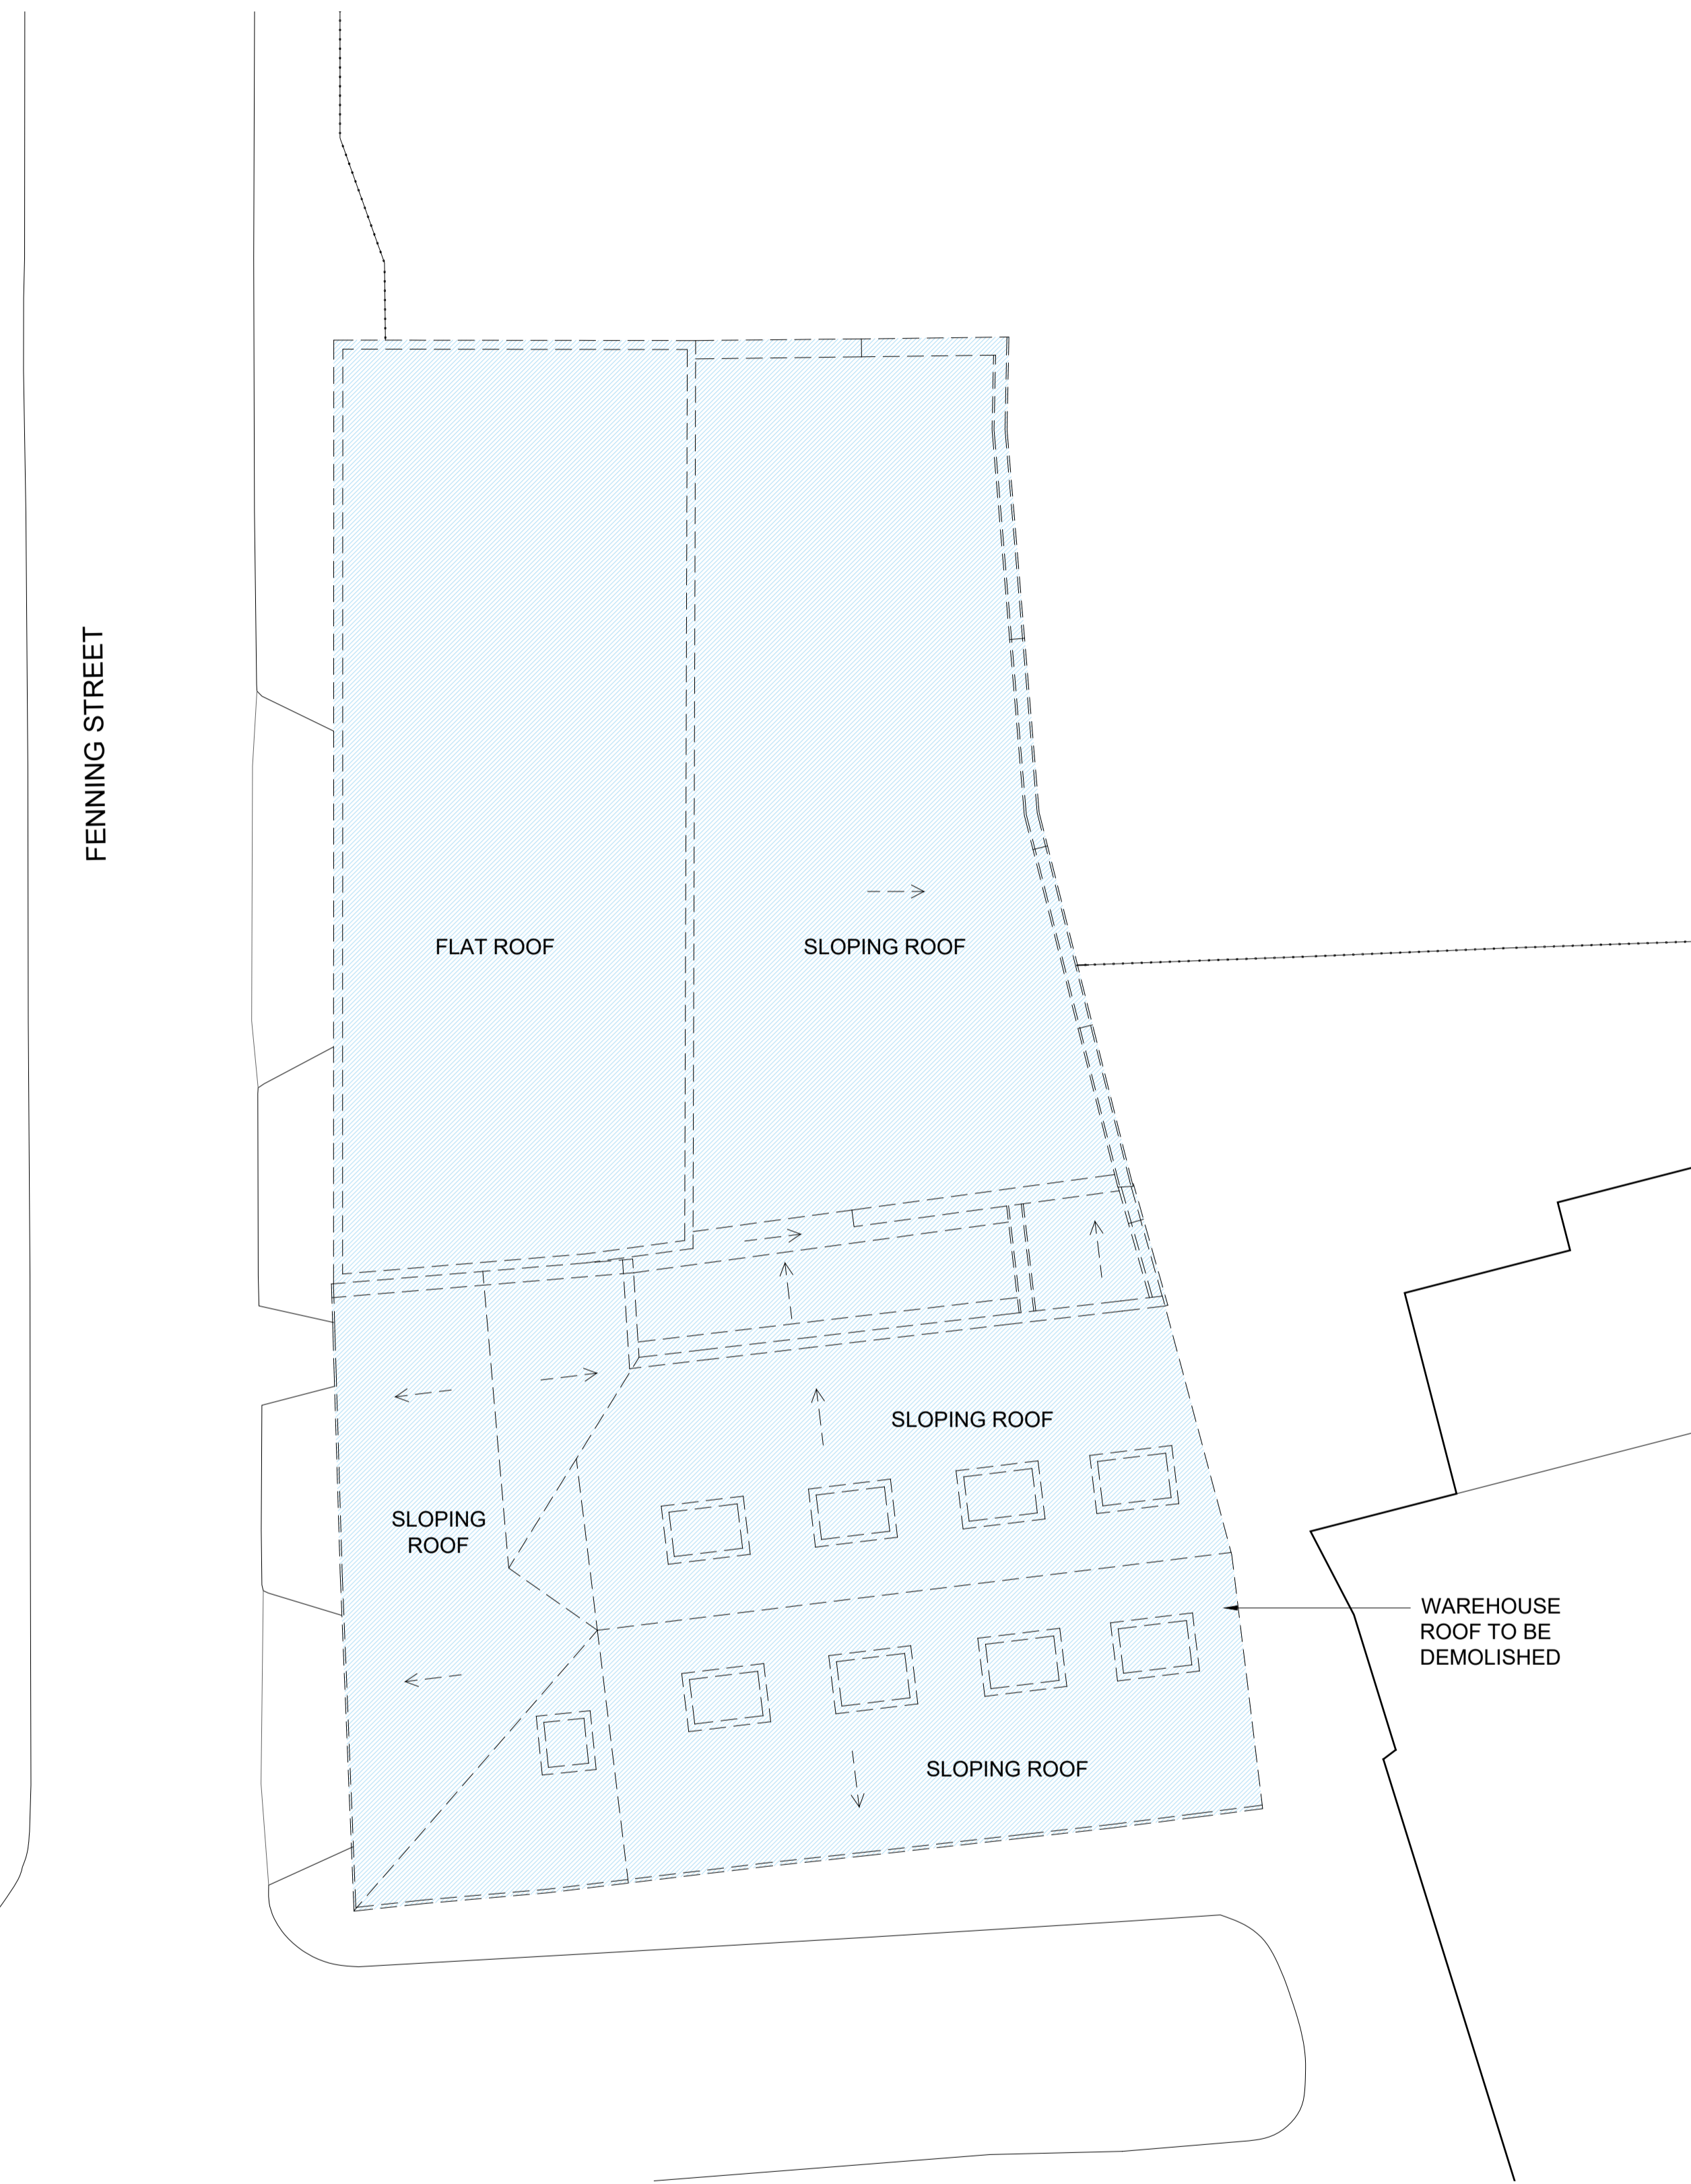 FENNING STREET
FLAT ROOF
SLOPING ROOF
SLOPING ROOF
SLOPING
ROOF
WAREHOUSE
ROOF TO BE
DEMOLISHED
SLOPING ROOF